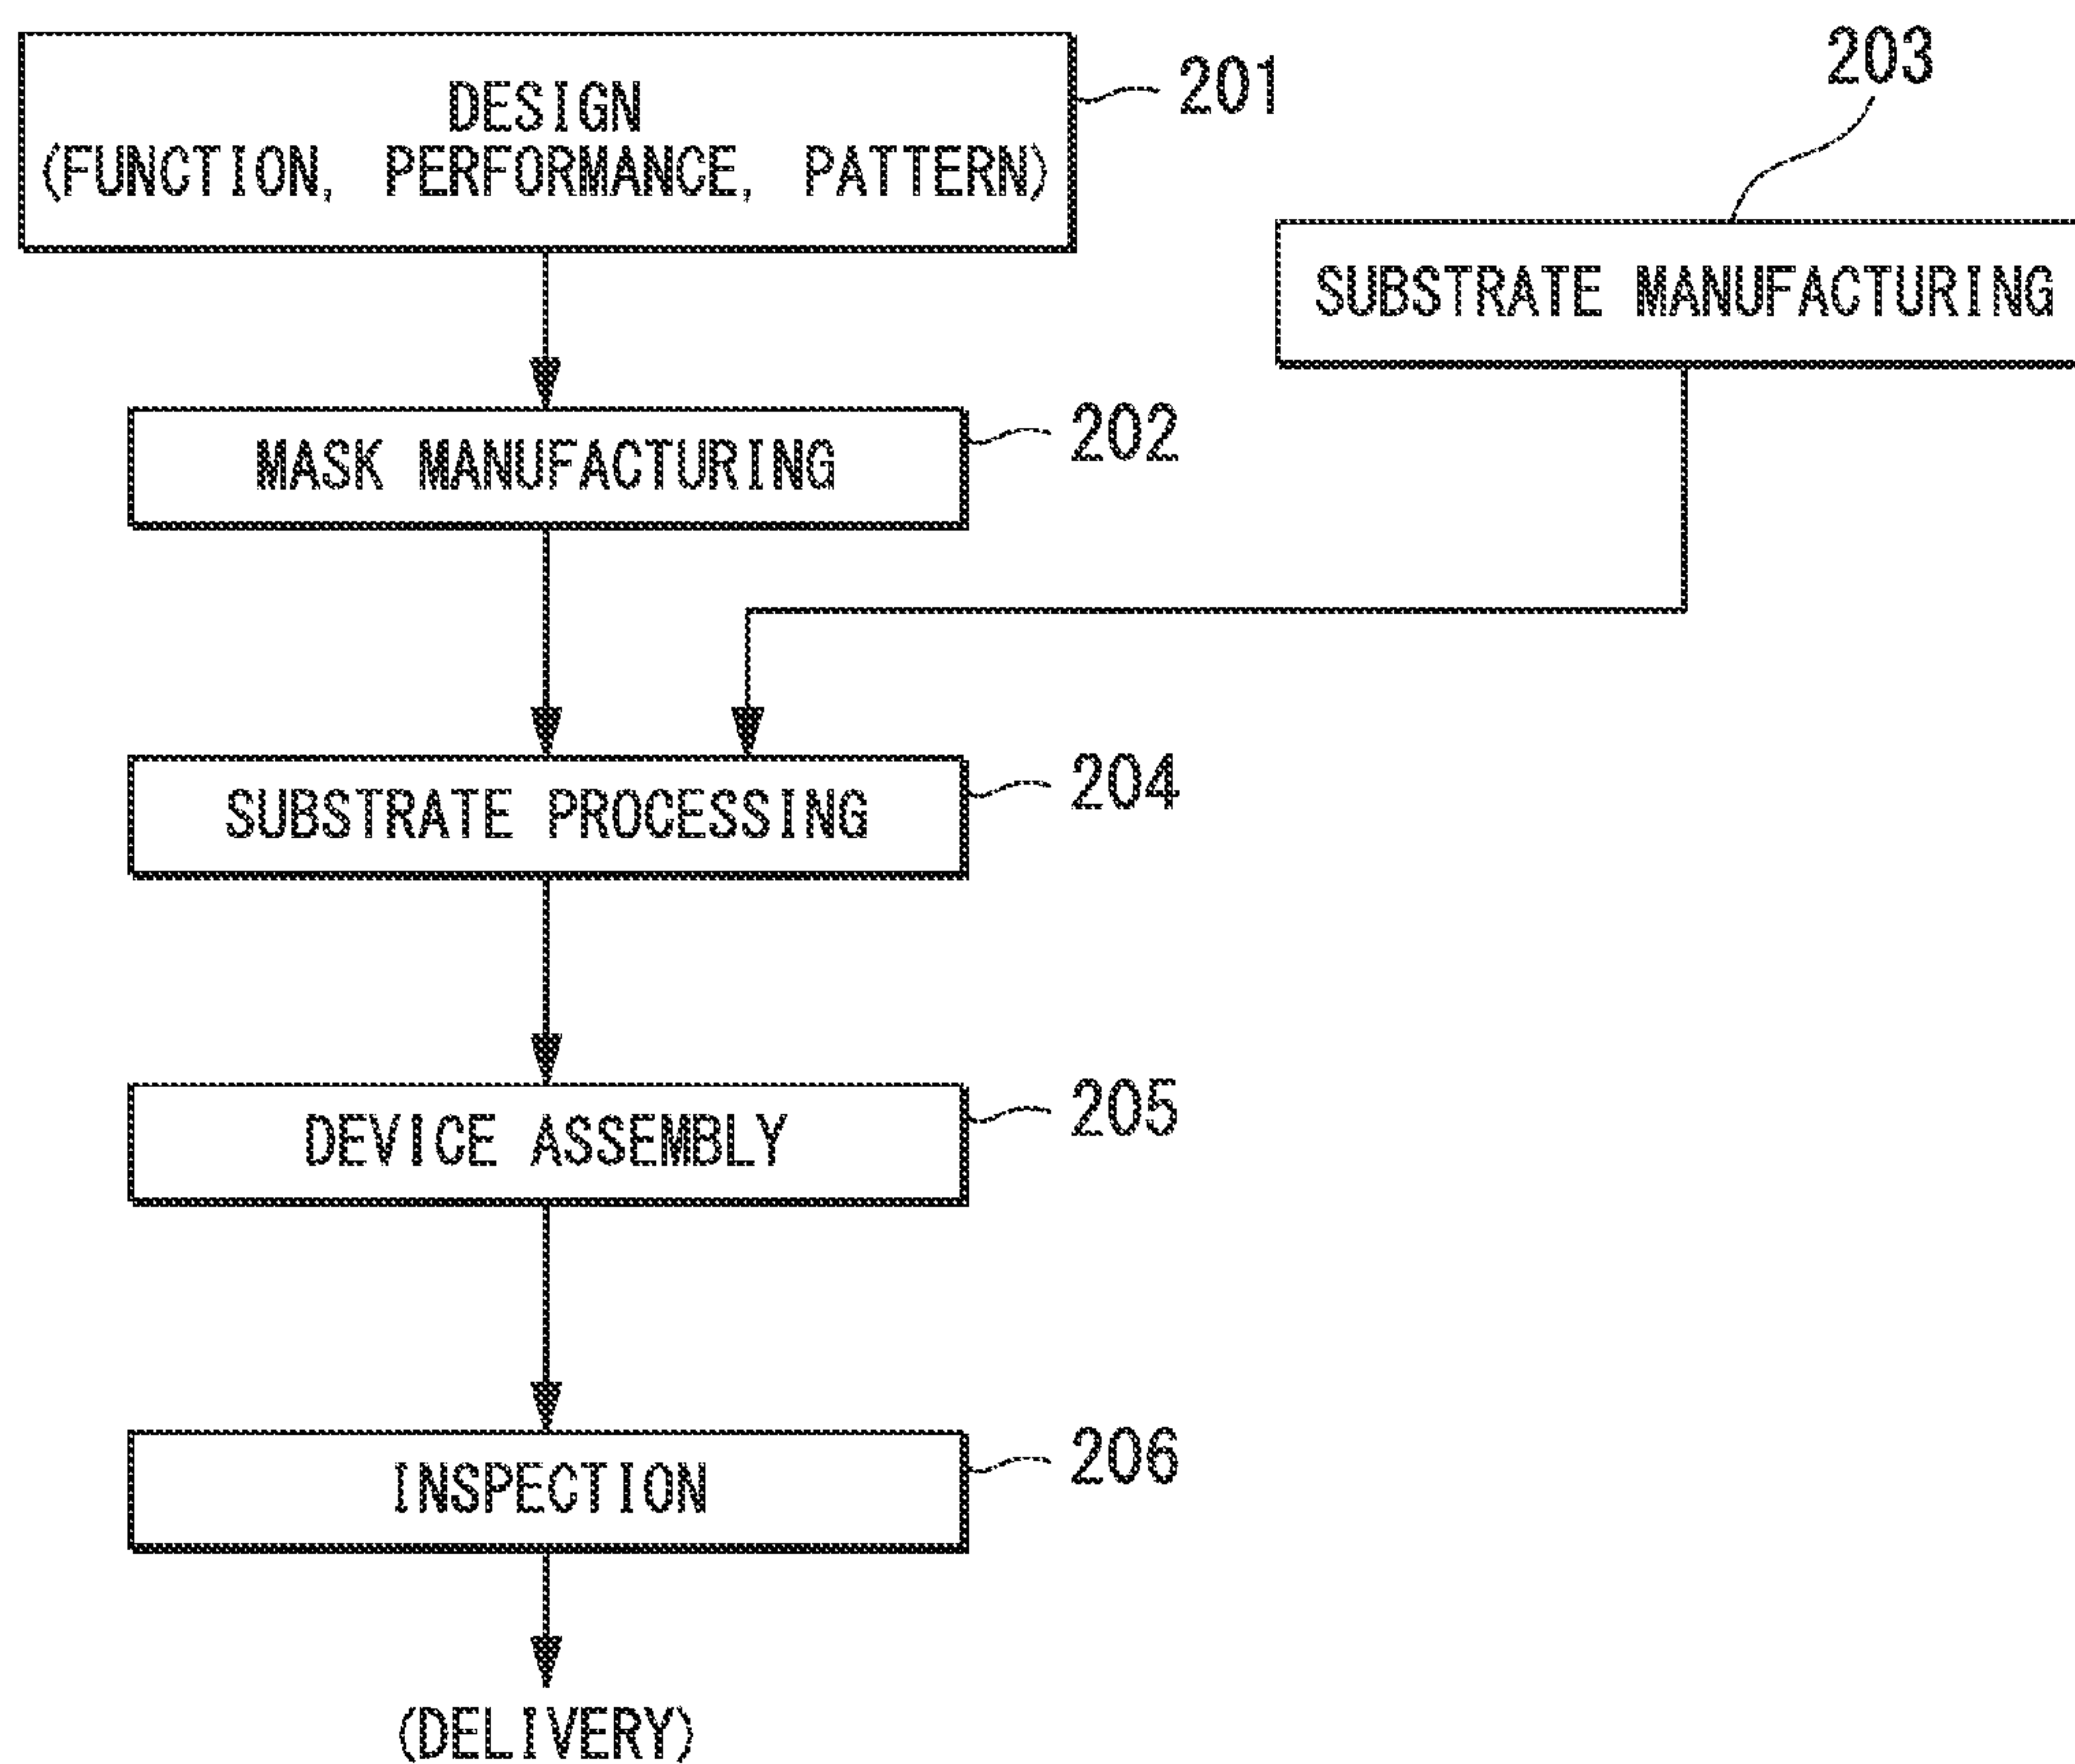 DESIGN
(FUNCTION, PERFORMANCE, PATTERN)
201
203
SUBSTRATE MANUFACTURING
MASK MANUFACTURING
202
SUBSTRATE PROCESSING
204
DEVICE ASSEMBLY
205
INSPECTION
206
(DELIVERY)